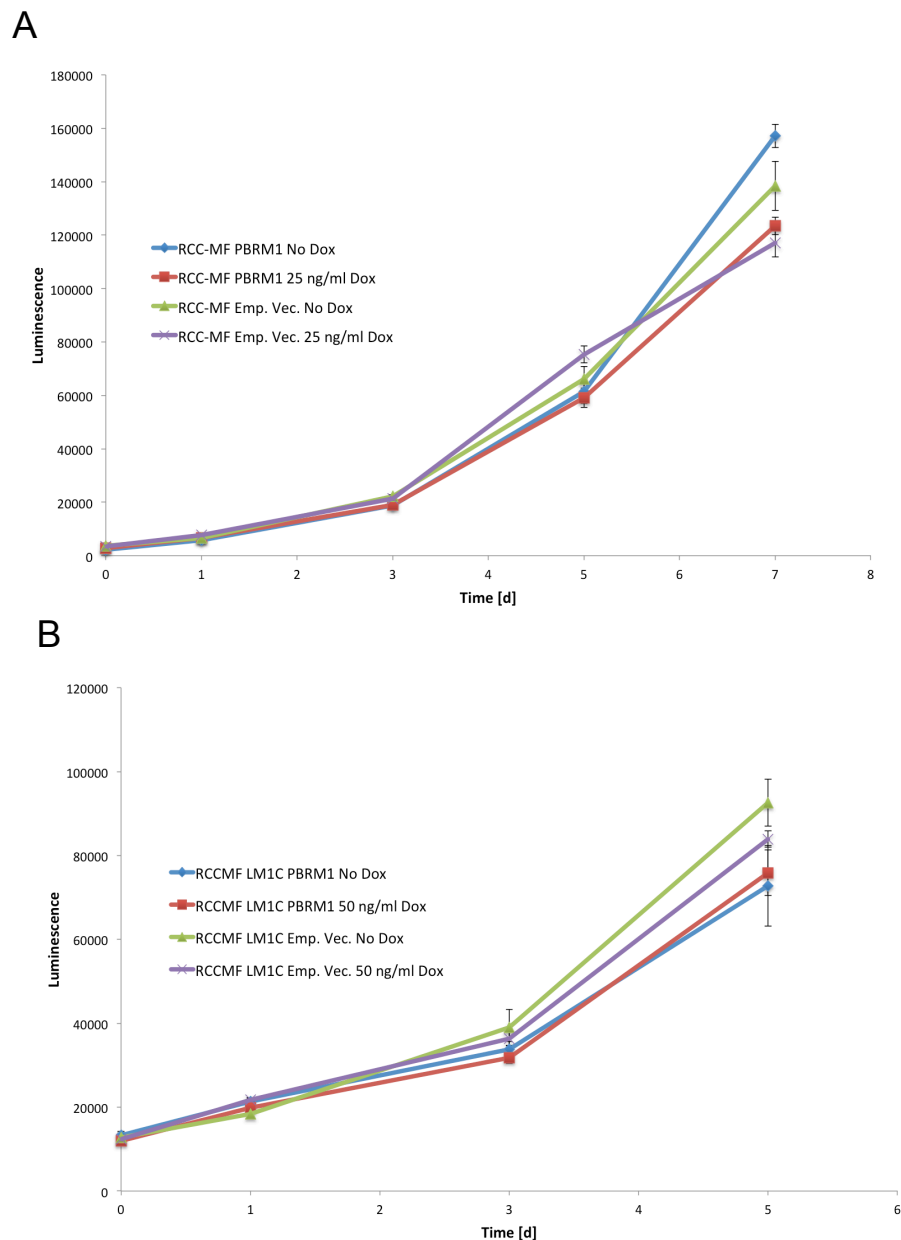 A
180000
160000
140000
120000
100000
80000
60000
40000
20000
0
Luminescence
RCC-MF PBRM1 No Dox
RCC-MF PBRM1 25 ng/ml Dox
RCC-MF Emp. Vec. No Dox
RCC-MF Emp. Vec. 25 ng/ml Dox
0 1 2 3 4 5 6 7 8
Time [d]
B
120000
100000
80000
60000
40000
20000
0
Luminescence
RCCMF LM1C PBRM1 No Dox
RCCMF LM1C PBRM1 50 ng/ml Dox
RCCMF LM1C Emp. Vec. No Dox
RCCMF LM1C Emp. Vec. 50 ng/ml Dox
0 1 2 3 4 5 6
Time [d]